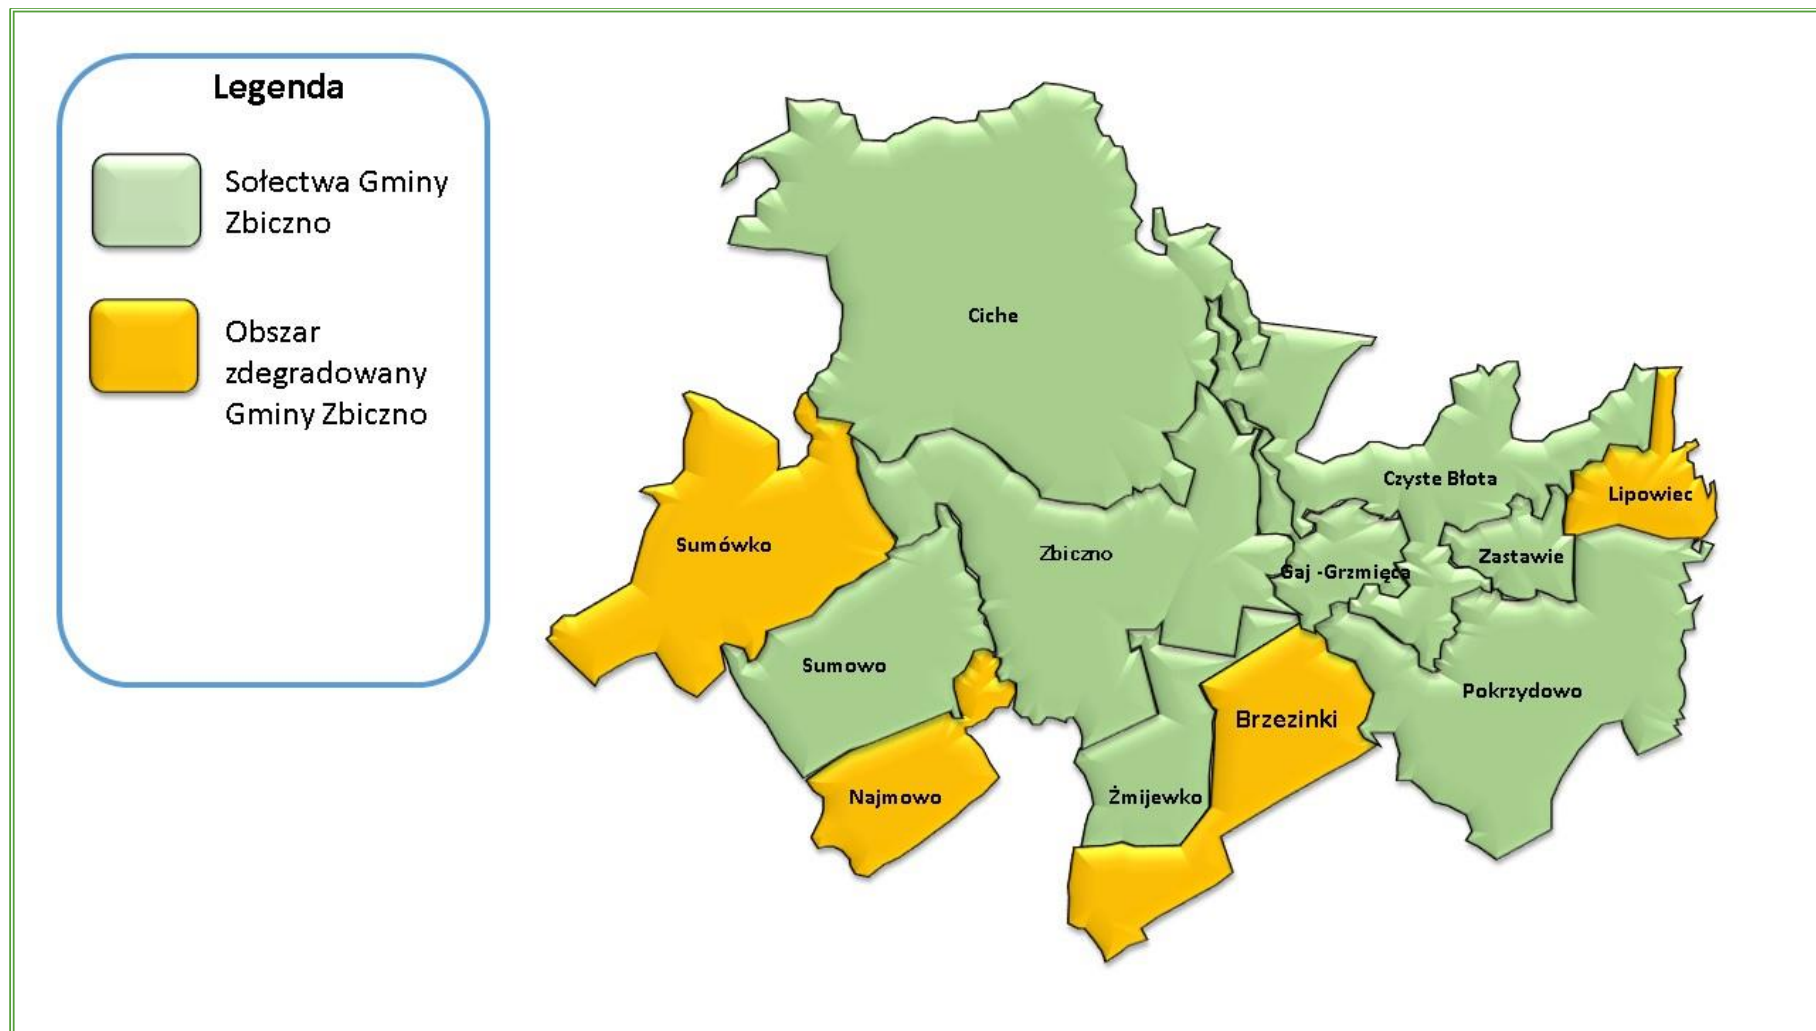 Legenda
Sołectwa Gminy
Zbiczno
Obszar
zdegradowany
Gminy Zbiczno
Ciche
Czyste Błota
Lipowiec
Sumówko
Zbiczno
Zastawie
Gaj -Grzmięca
Sumowo
Pokrzydowo
Brzezinki
Najmowo
Żmijewko